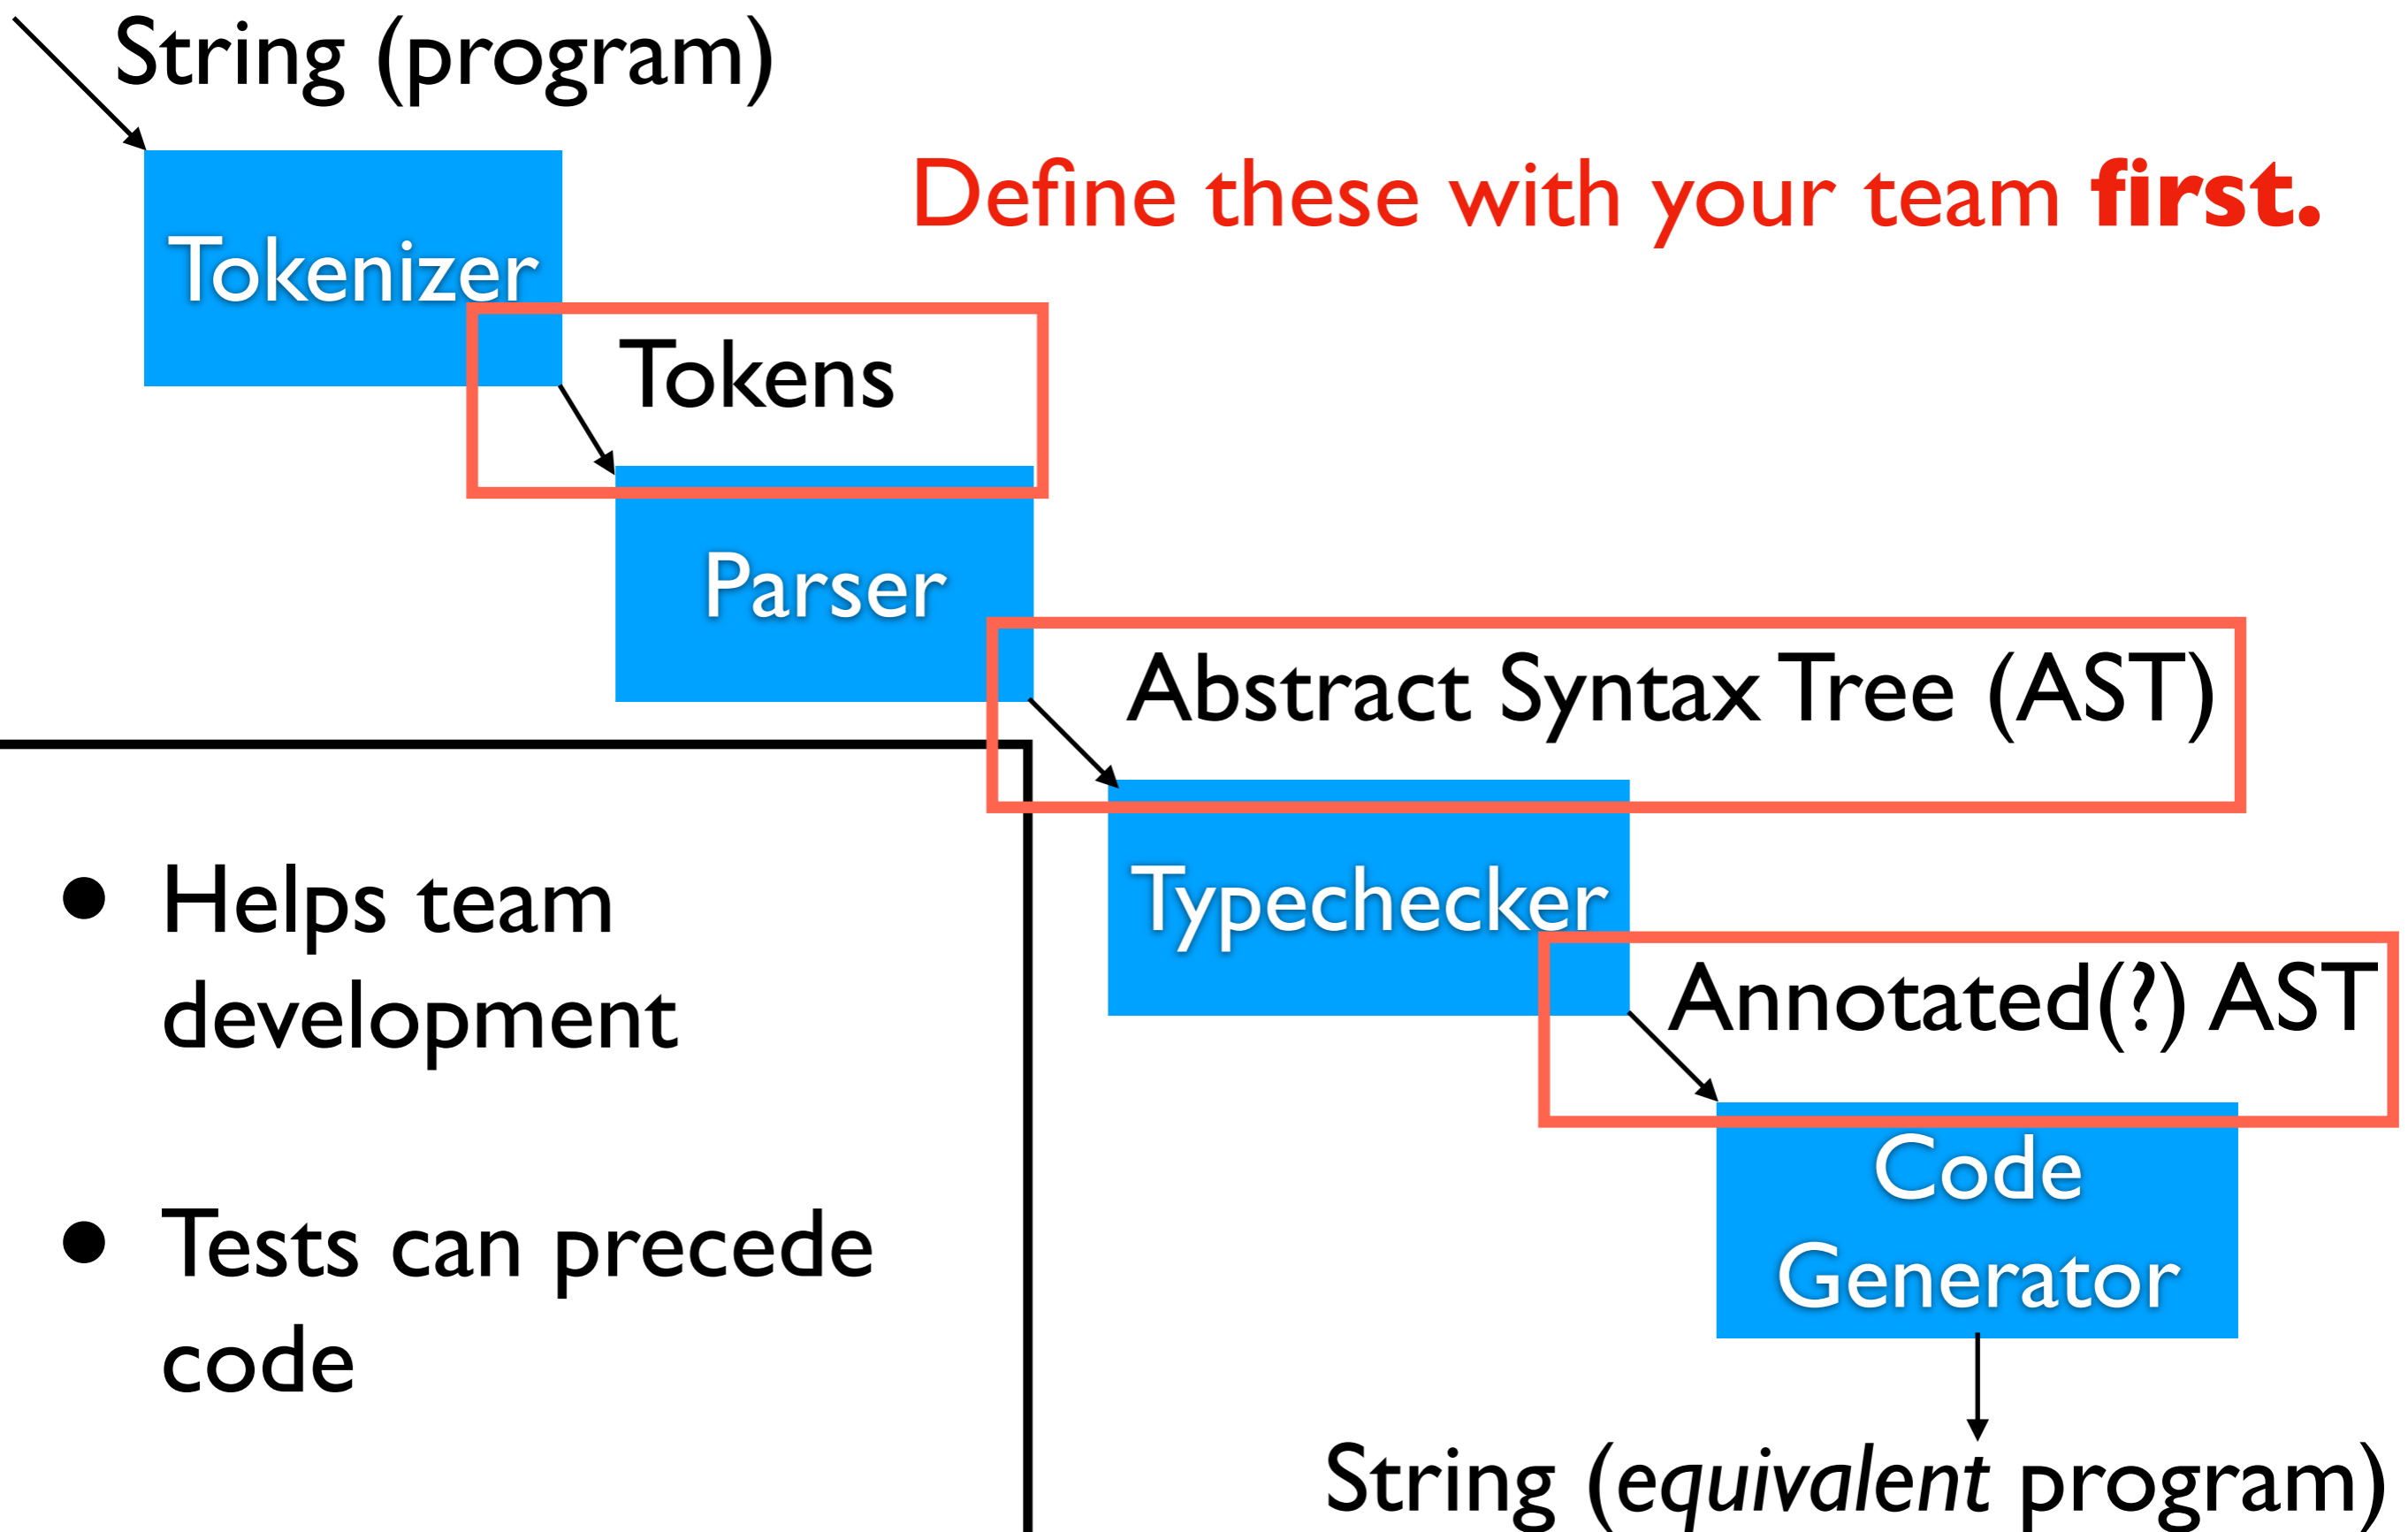 String (program)
Define these with your team first.
Tokenizer
Tokens
Parser
Abstract Syntax Tree (AST)
Typechecker
Annotated(?) AST
Code
Generator
String (equivalent program)
• Helps team
development
• Tests can precede
code